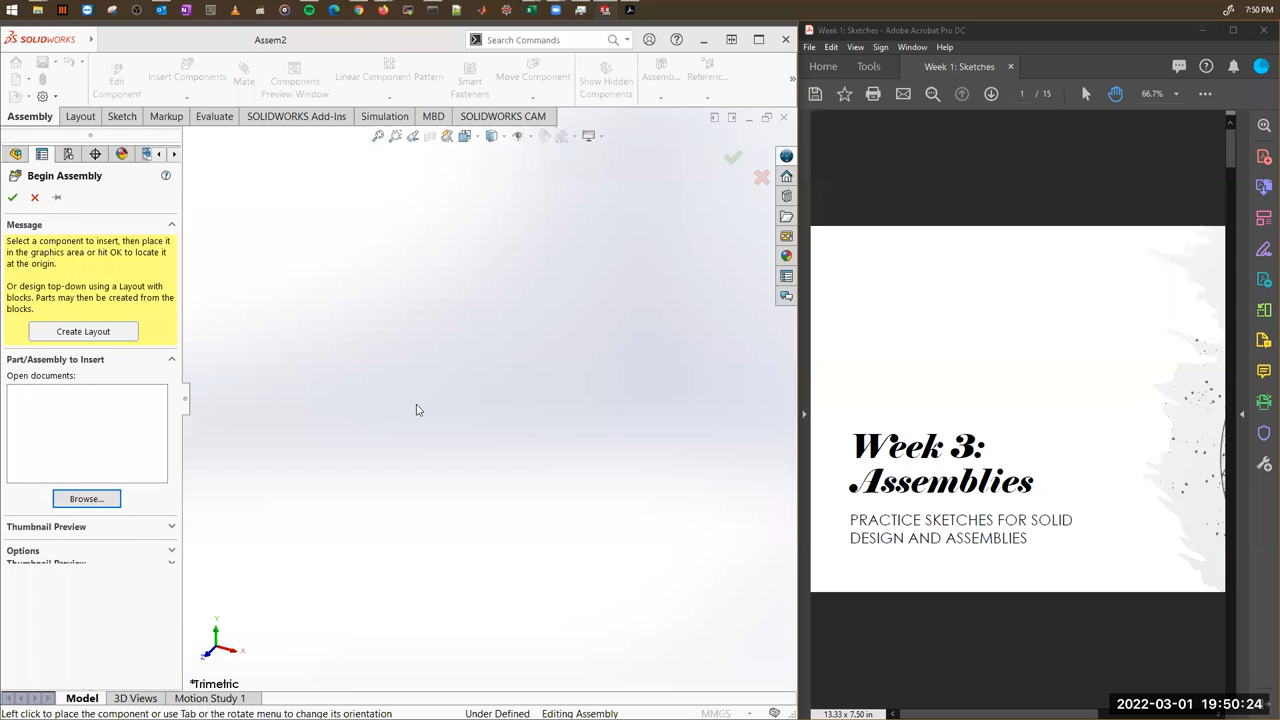 7:50 PM
SOLIDWORKS
Assem2
Search Commands
Week 1: Sketches - Adobe Acrobat Pro DC
File Edit View Sign Window Help
Home Tools Week 1: Sketches
1 / 15 66.7%
Edit Component
Insert Components
Mate
Component Preview Window
Linear Component Pattern
Smart Fasteners
Move Component
Show Hidden Components
Assemb...
Referenc...
Assembly Layout Sketch Markup Evaluate SOLIDWORKS Add-Ins Simulation MBD SOLIDWORKS CAM
Begin Assembly
Message
Select a component to insert, then place it
in the graphics area or hit OK to locate it
at the origin.
Or design top-down using a Layout with
blocks. Parts may then be created from the
blocks.
Create Layout
Part/Assembly to Insert
Open documents:
Browse...
Thumbnail Preview
Options
Thumbnail Preview
Y
X
Z
*Trimetric
Model 3D Views Motion Study 1
Left click to place the component or use Tab or the rotate menu to change its orientation Under Defined Editing Assembly MMGS
Week 3:
Assemblies
PRACTICE SKETCHES FOR SOLID
DESIGN AND ASSEMBLIES
13.33 x 7.50 in
2022-03-01 19:50:24